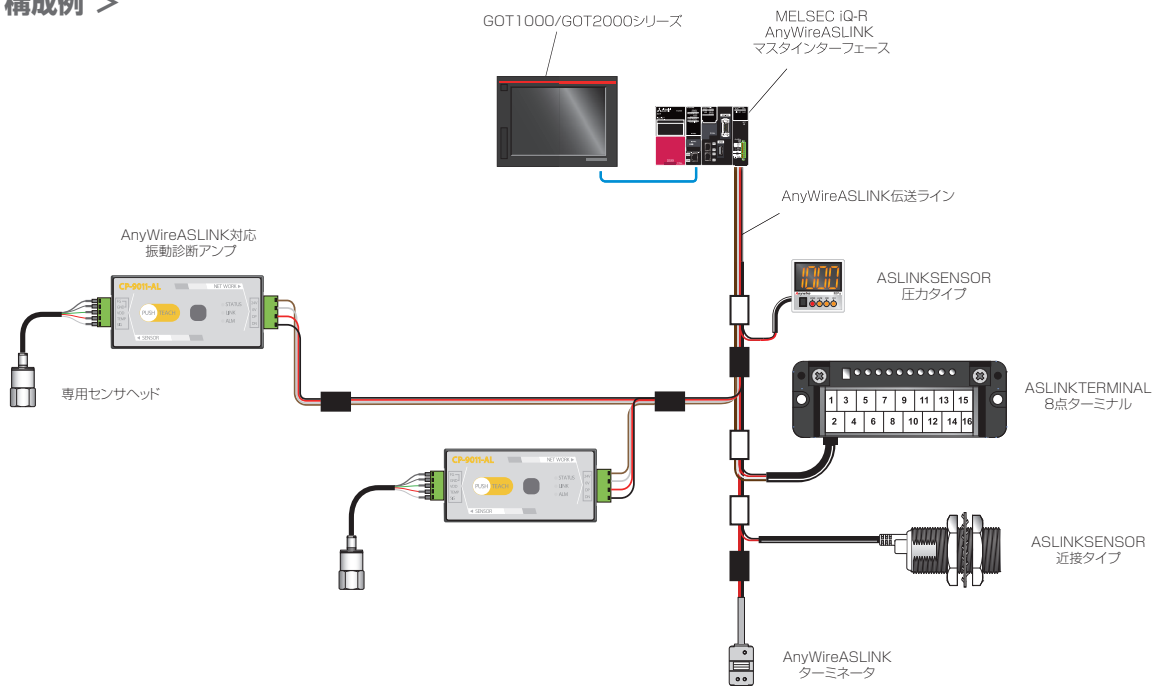 構成例 >
GOT1000/GOT2000シリーズ
MELSEC iQ-R
AnyWireASLINK
マスタインターフェース
AnyWireASLINK伝送ライン
AnyWireASLINK対応
振動診断アンプ
CP-9011-AL
NET WORK
PUSH TEACH
STATUS
LINK
ALM
SENSOR
専用センサヘッド
ASLINKSENSOR
圧力タイプ
ASLINKTERMINAL
8点ターミナル
1 3 5 7 9 11 13 15
2 4 6 8 10 12 14 16
CP-9011-AL
NET WORK
PUSH TEACH
STATUS
LINK
ALM
SENSOR
ASLINKSENSOR
近接タイプ
AnyWireASLINK
ターミネータ